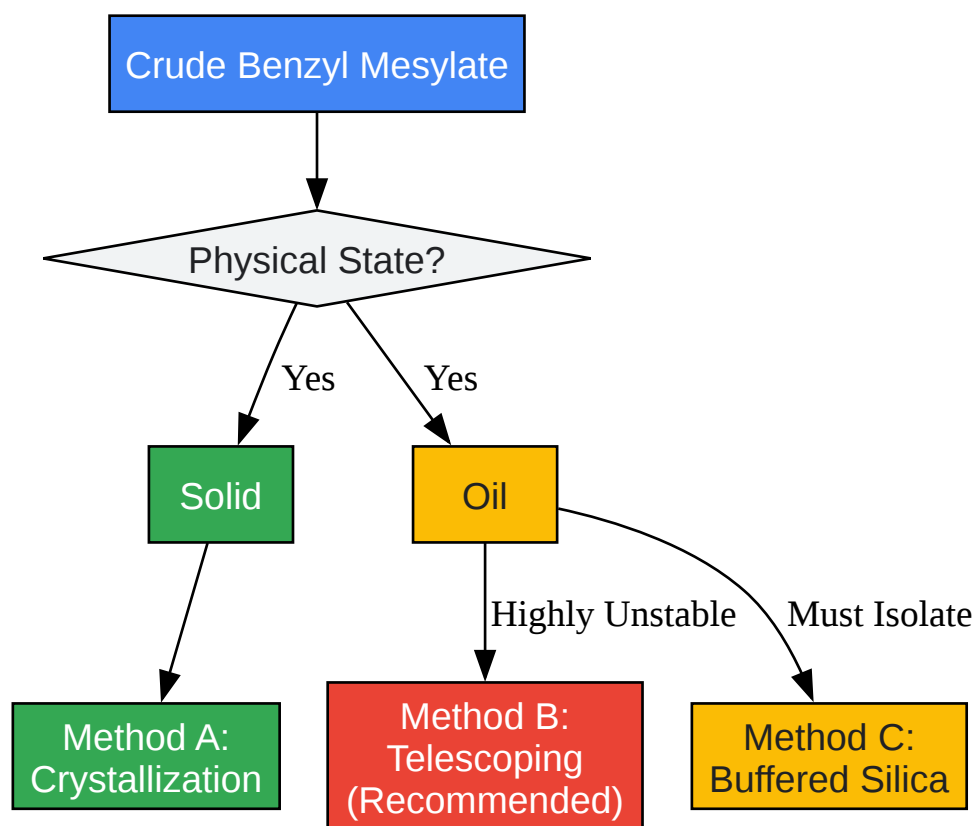 Crude Benzyl Mesylate
Physical State?
Yes
Yes
Solid
Oil
Highly Unstable
Must Isolate
Method A:
Crystallization
Method B:
Telescoping
(Recommended)
Method C:
Buffered Silica